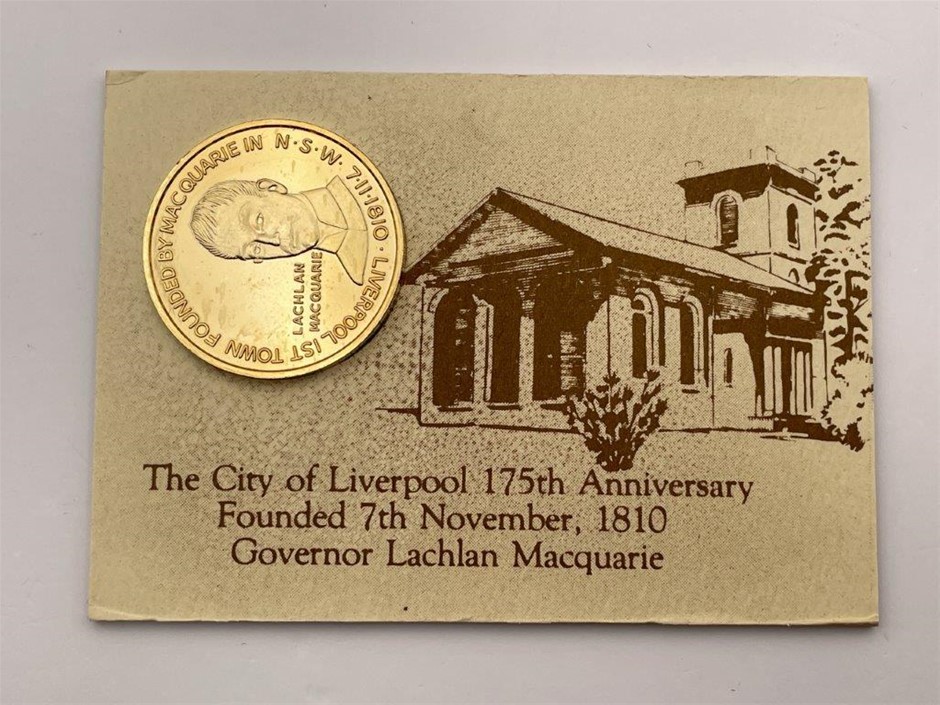 FOUNDED BY MACQUARIE IN N·S·W· 7·11·1810 · LIVERPOOL IST TOWN
LACHLAN
MACQUARIE
The City of Liverpool 175th Anniversary
Founded 7th November, 1810
Governor Lachlan Macquarie